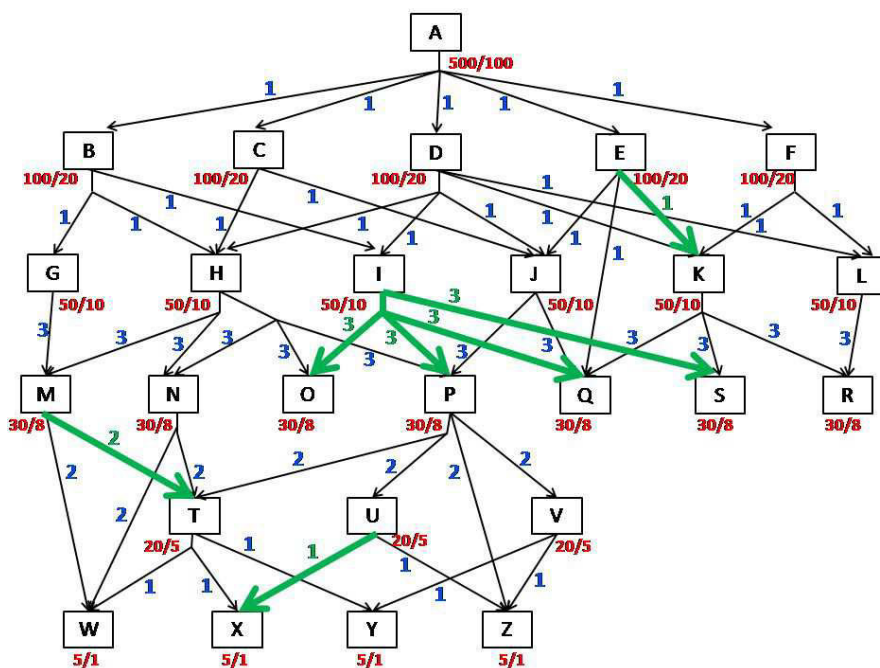 A
500/100
1 1 1 1 1
B C D E F
100/20 100/20 100/20 100/20 100/20
1 1 1 1 1 1 1 1 1 1 1 1 1 1
G H I J K L
50/10 50/10 50/10 50/10 50/10 50/10
3 3 3 3 3 3 3 3 3 3 3 3 3 3
M N O P Q S R
30/8 30/8 30/8 30/8 30/8 30/8 30/8
2 2 2 2 2 2 2 2
T U V
20/5 20/5 20/5
1 1 1 1 1 1 1
W X Y Z
5/1 5/1 5/1 5/1